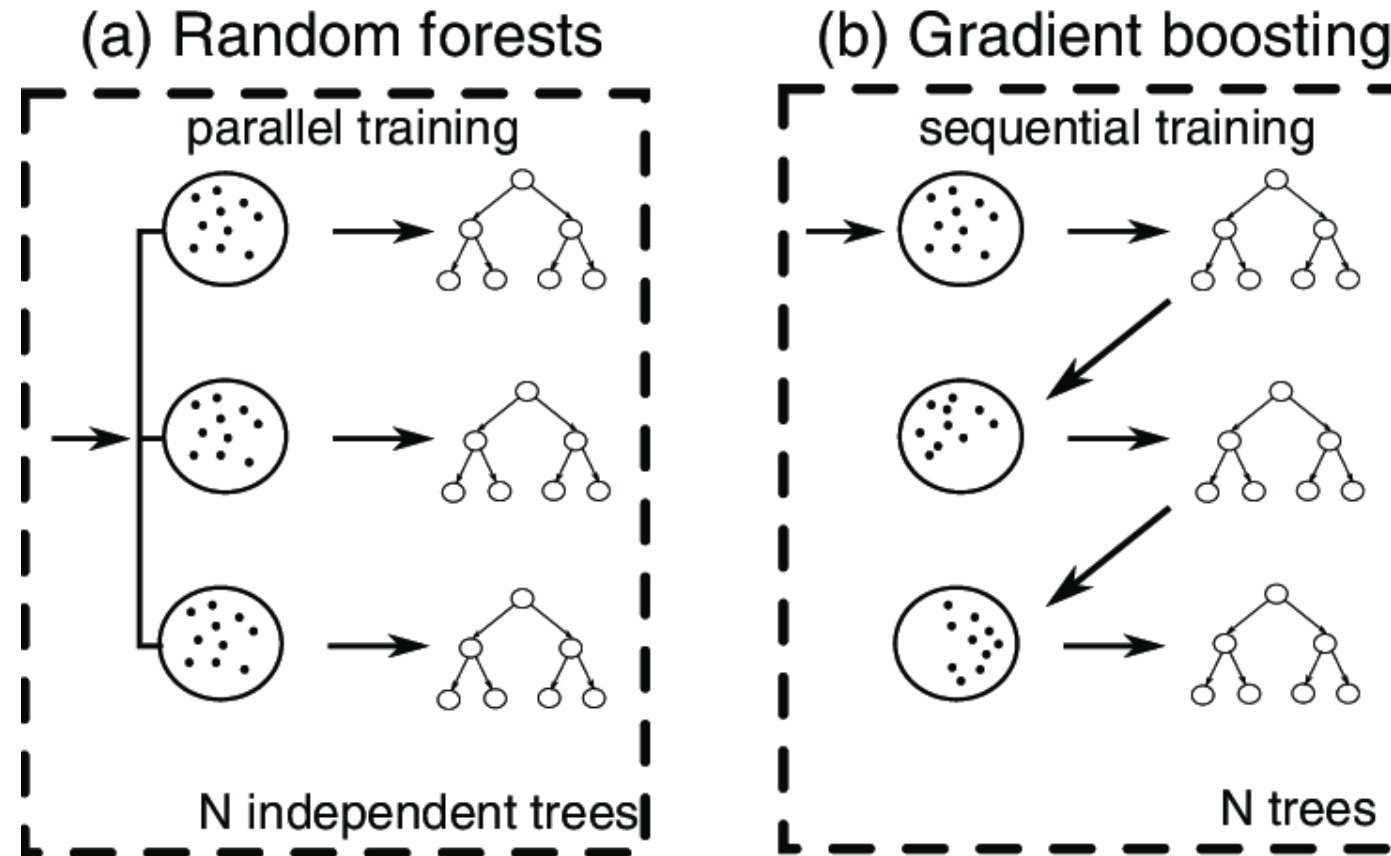 (a) Random forests
parallel training
N independent trees
(b) Gradient boosting
sequential training
N trees